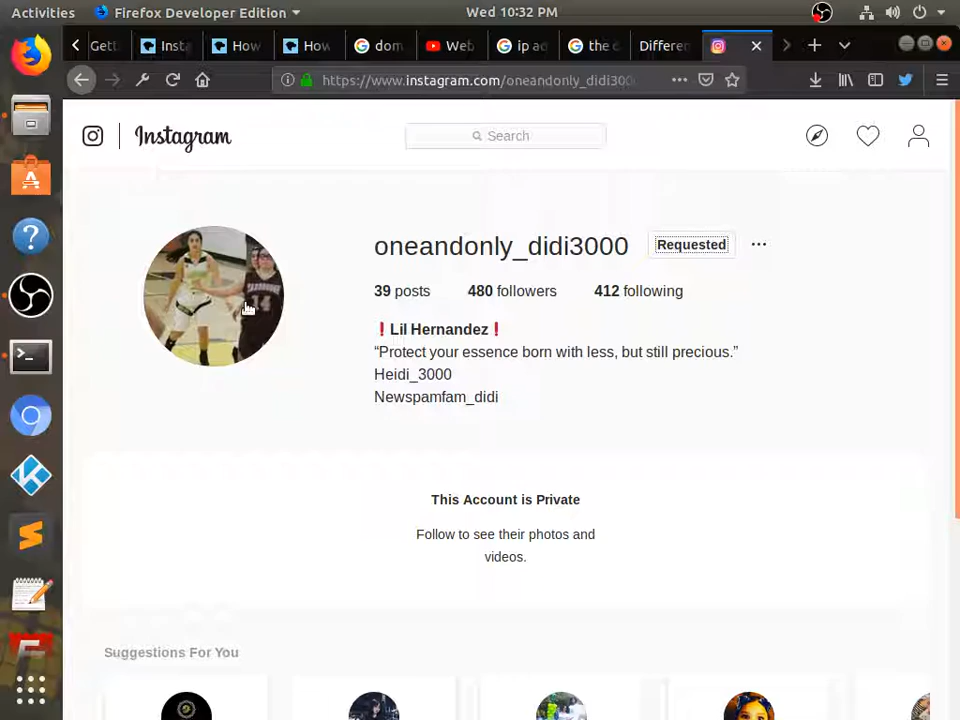 Activities Firefox Developer Edition Wed 10:32 PM
Gett Inst How How dom Web ip ad the d Differe
https://www.instagram.com/oneandonly_didi300
Instagram Search
oneandonly_didi3000 Requested
39 posts 480 followers 412 following
❗Lil Hernandez❗
“Protect your essence born with less, but still precious.”
Heidi_3000
Newspamfam_didi
This Account is Private
Follow to see their photos and
videos.
Suggestions For You